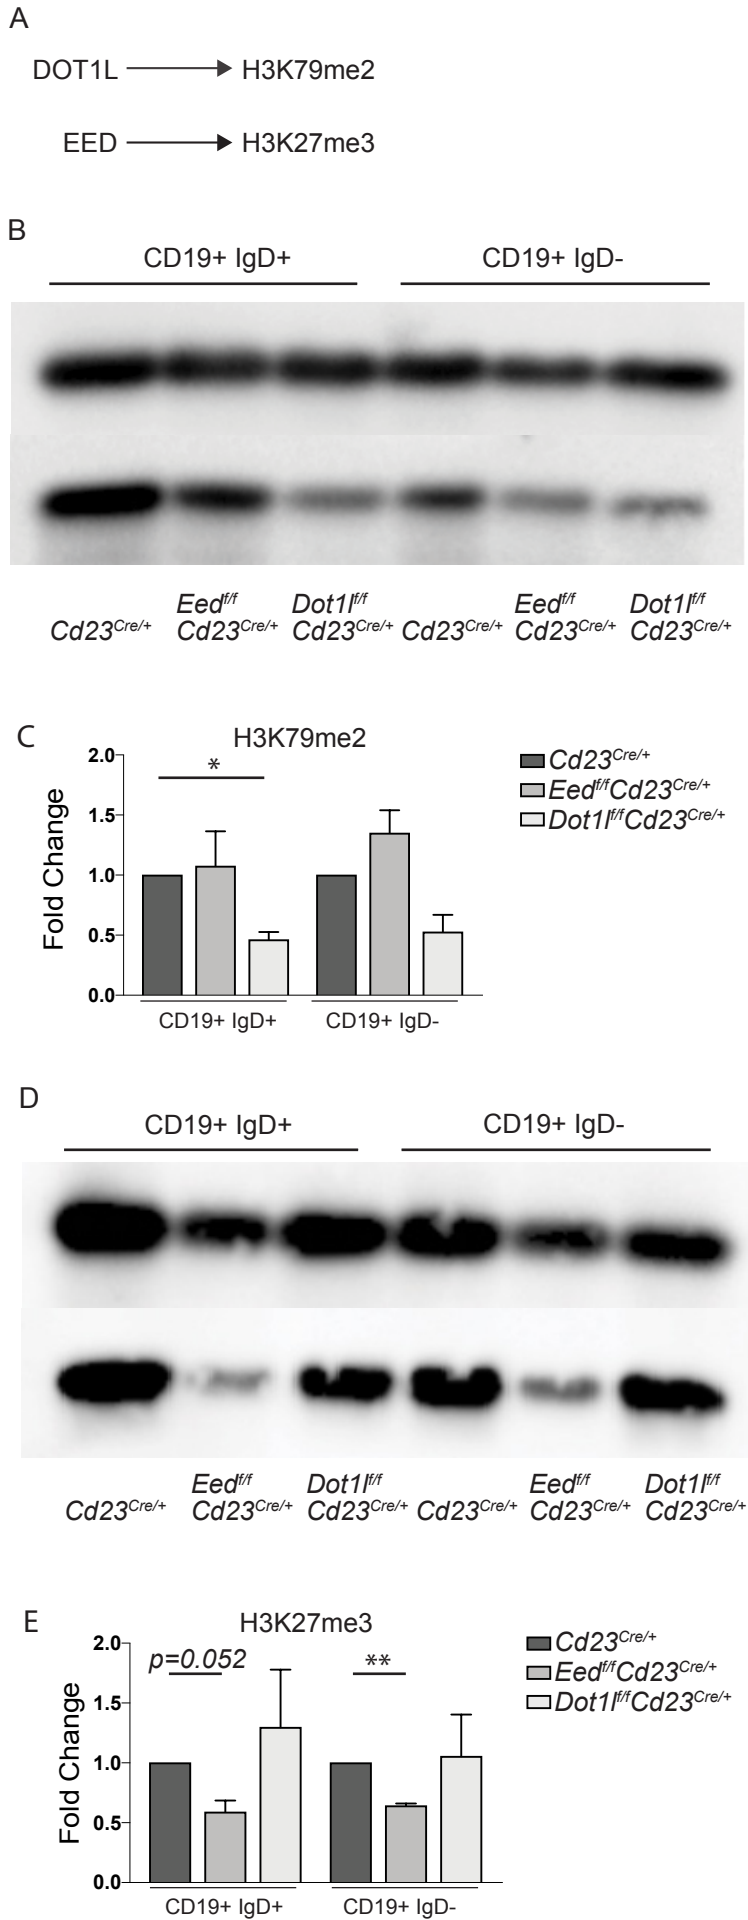 A
DOT1L → H3K79me2
EED → H3K27me3
B
CD19+ IgD+ CD19+ IgD-
Eedf/f Dot1lf/f Eedf/f Dot1lf/f
Cd23Cre/+ Cd23Cre/+ Cd23Cre/+ Cd23Cre/+ Cd23Cre/+ Cd23Cre/+
C
H3K79me2
Fold Change
2.0
1.5
1.0
0.5
0.0
*
CD19+ IgD+ CD19+ IgD-
Cd23Cre/+
Eedf/fCd23Cre/+
Dot1lf/fCd23Cre/+
D
CD19+ IgD+ CD19+ IgD-
Eedf/f Dot1lf/f Eedf/f Dot1lf/f
Cd23Cre/+ Cd23Cre/+ Cd23Cre/+ Cd23Cre/+ Cd23Cre/+ Cd23Cre/+
E
H3K27me3
Fold Change
2.0
1.5
1.0
0.5
0.0
p=0.052
**
CD19+ IgD+ CD19+ IgD-
Cd23Cre/+
Eedf/fCd23Cre/+
Dot1lf/fCd23Cre/+